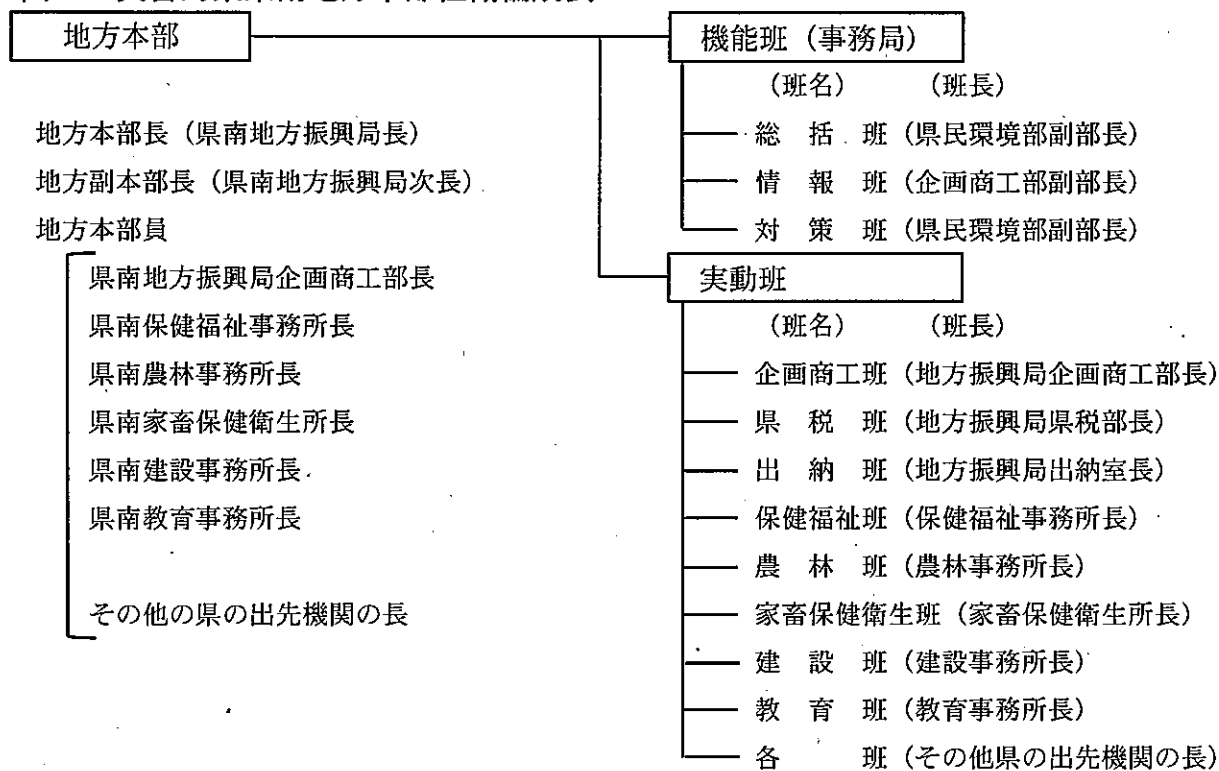 地方本部
地方本部長（県南地方振興局長）
地方副本部長（県南地方振興局次長）
地方本部員
県南地方振興局企画商工部長
県南保健福祉事務所長
県南農林事務所長
県南家畜保健衛生所長
県南建設事務所長
県南教育事務所長
その他の県の出先機関の長
機能班（事務局）
（班名）　（班長）
総　括　班（県民環境部副部長）
情　報　班（企画商工部副部長）
対　策　班（県民環境部副部長）
実動班
（班名）　（班長）
企画商工班（地方振興局企画商工部長）
県　税　班（地方振興局県税部長）
出　納　班（地方振興局出納室長）
保健福祉班（保健福祉事務所長）
農　林　班（農林事務所長）
家畜保健衛生班（家畜保健衛生所長）
建　設　班（建設事務所長）
教　育　班（教育事務所長）
各　　　班（その他県の出先機関の長）